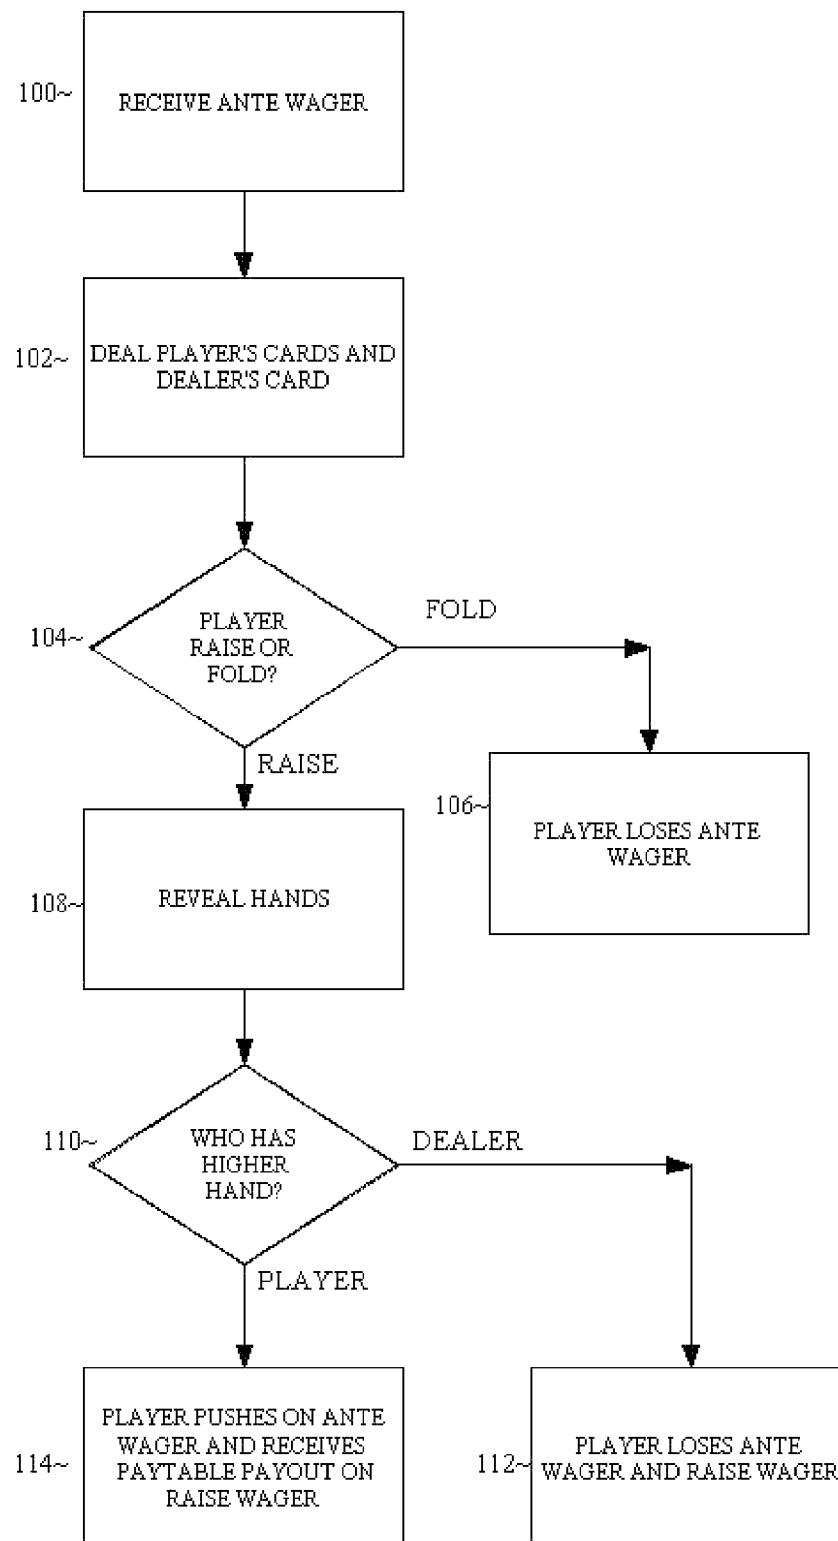 100~
RECEIVE ANTE WAGER
102~
DEAL PLAYER'S CARDS AND
DEALER'S CARD
104~
PLAYER
RAISE OR
FOLD?
FOLD
RAISE
106~
PLAYER LOSES ANTE
WAGER
108~
REVEAL HANDS
110~
WHO HAS
HIGHER
HAND?
DEALER
PLAYER
114~
PLAYER PUSHES ON ANTE
WAGER AND RECEIVES
PAYTABLE PAYOUT ON
RAISE WAGER
112~
PLAYER LOSES ANTE
WAGER AND RAISE WAGER